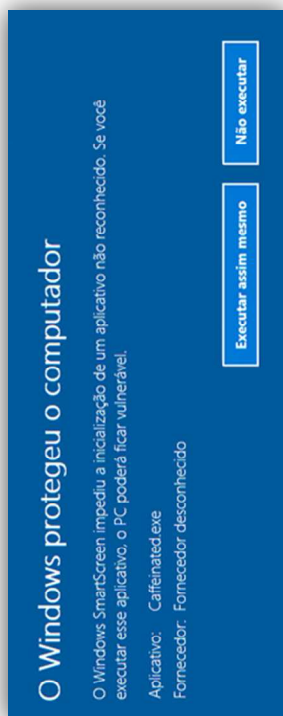 O Windows protegeu o computador
O Windows SmartScreen impediu a inicialização de um aplicativo não reconhecido. Se você
executar esse aplicativo, o PC poderá ficar vulnerável.
Aplicativo: Caffeinated.exe
Fornecedor: Fornecedor desconhecido
Executar assim mesmo
Não executar